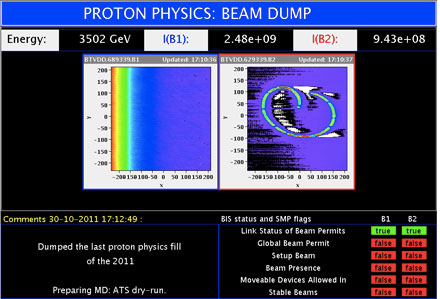 PROTON PHYSICS: BEAM DUMP
Energy: 3502 GeV I(B1): 2.48e+09 I(B2): 9.43e+08
BTVDD.689339.B1 Updated: 17:10:36 BTVDD.629339.B2 Updated: 17:10:37
200
150
100
50
0
-50
-100
-150
-200
y
-200 -150 -100 -50 0 50 100 150 200
x
200
150
100
50
0
-50
-100
-150
-200
y
-200 -150 -100 -50 0 50 100 150 200
x
Comments 30-10-2011 17:12:49 :
Dumped the last proton physics fill
of the 2011
Preparing MD: ATS dry-run.
BIS status and SMP flags B1 B2
Link Status of Beam Permits true true
Global Beam Permit false false
Setup Beam false false
Beam Presence false false
Moveable Devices Allowed In false false
Stable Beams false false